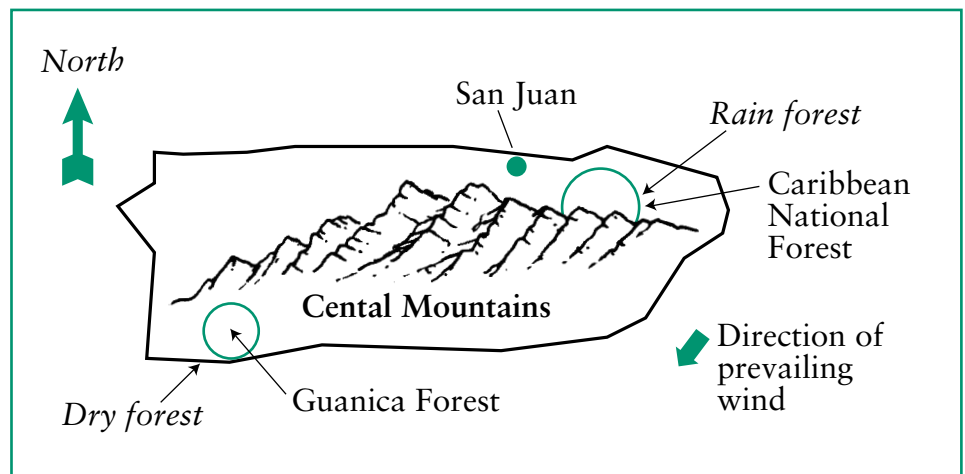 North
San Juan
Rain forest
Caribbean
National
Forest
Cental Mountains
Direction of
prevailing
wind
Guanica Forest
Dry forest